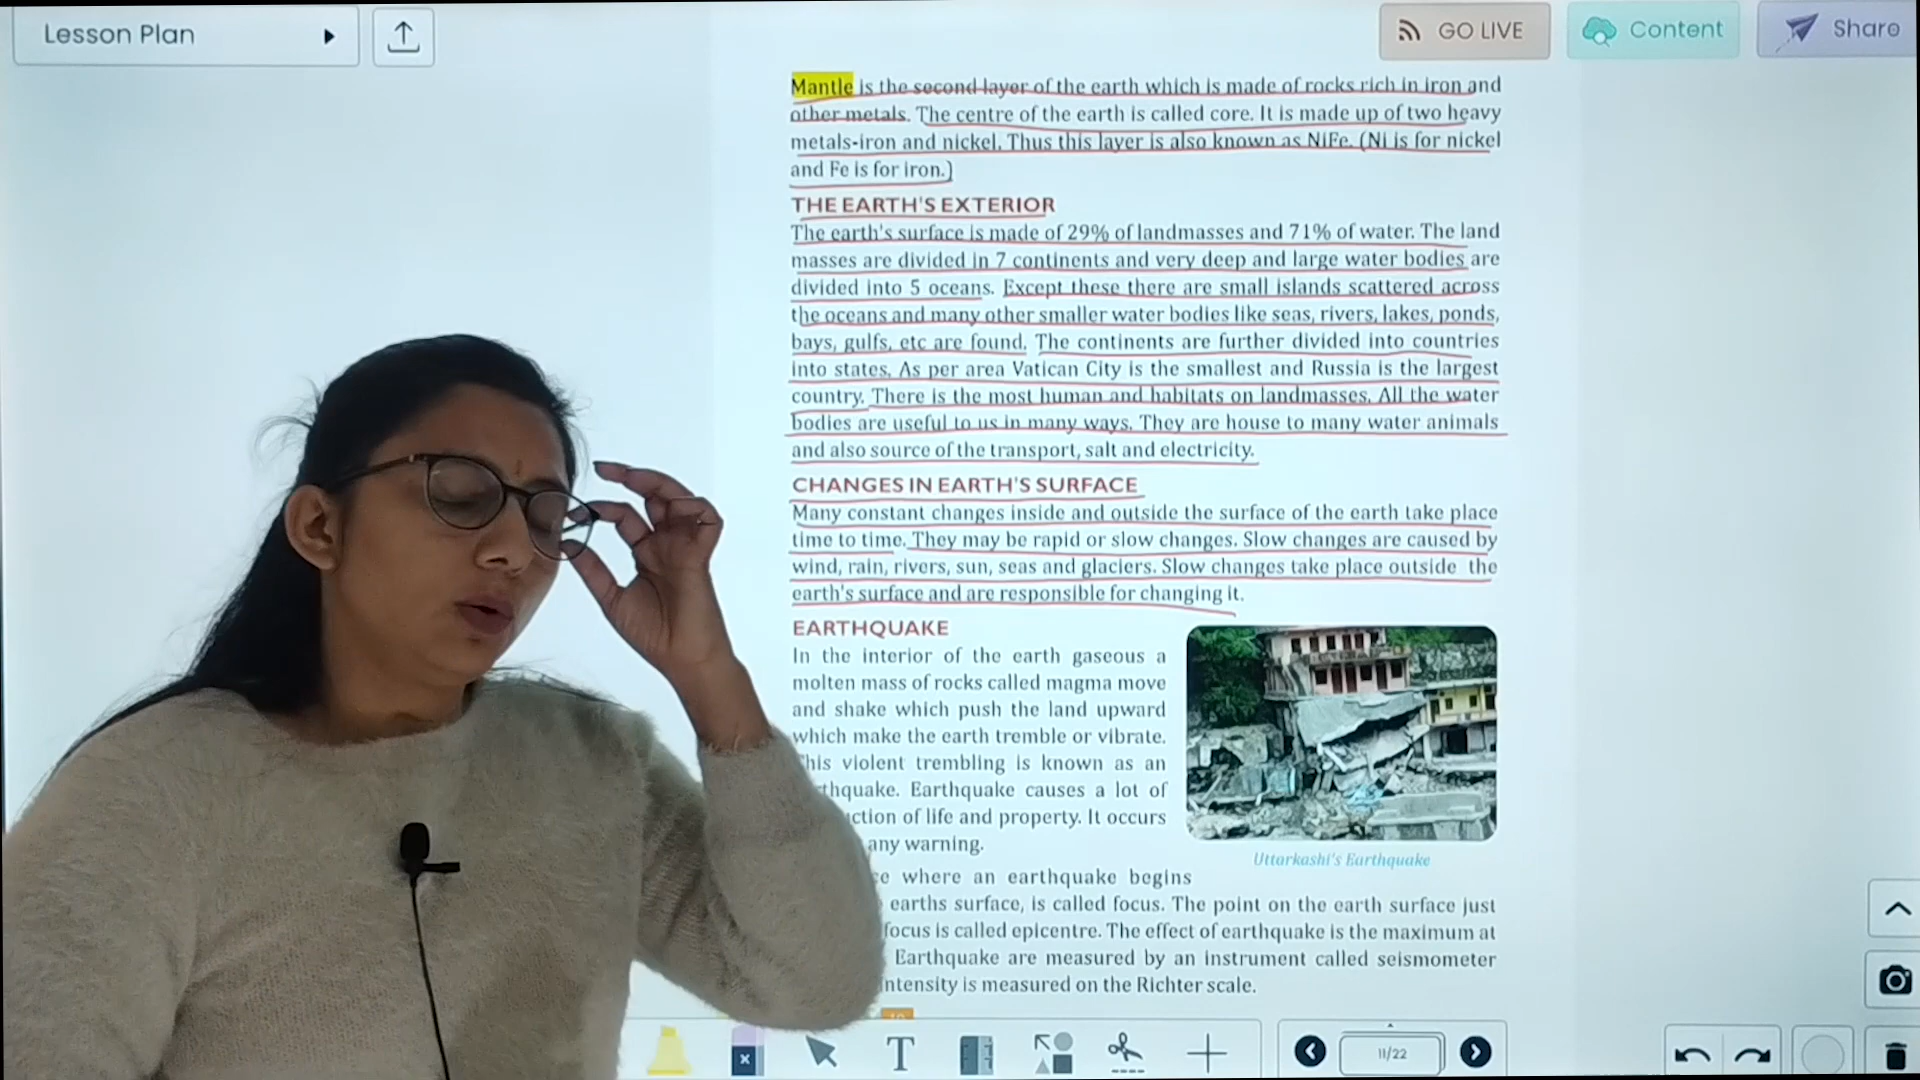 Lesson Plan
GO LIVE
Content
Share
Mantle is the second layer of the earth which is made of rocks rich in iron and
other metals. The centre of the earth is called core. It is made up of two heavy
metals-iron and nickel. Thus this layer is also known as NiFe. (Ni is for nickel
and Fe is for iron.)
THE EARTH'S EXTERIOR
The earth's surface is made of 29% of landmasses and 71% of water. The land
masses are divided in 7 continents and very deep and large water bodies are
divided into 5 oceans. Except these there are small islands scattered across
the oceans and many other smaller water bodies like seas, rivers, lakes, ponds,
bays, gulfs, etc are found. The continents are further divided into countries
into states. As per area Vatican City is the smallest and Russia is the largest
country. There is the most human and habitats on landmasses. All the water
bodies are useful to us in many ways. They are house to many water animals
and also source of the transport, salt and electricity.
CHANGES IN EARTH'S SURFACE
Many constant changes inside and outside the surface of the earth take place
time to time. They may be rapid or slow changes. Slow changes are caused by
wind, rain, rivers, sun, seas and glaciers. Slow changes take place outside the
earth's surface and are responsible for changing it.
EARTHQUAKE
In the interior of the earth gaseous a
molten mass of rocks called magma move
and shake which push the land upward
which make the earth tremble or vibrate.
his violent trembling is known as an
thquake. Earthquake causes a lot of
ction of life and property. It occurs
any warning.
Uttarkashi's Earthquake
ce where an earthquake begins
earths surface, is called focus. The point on the earth surface just
focus is called epicentre. The effect of earthquake is the maximum at
Earthquake are measured by an instrument called seismometer
ntensity is measured on the Richter scale.
T
11/22